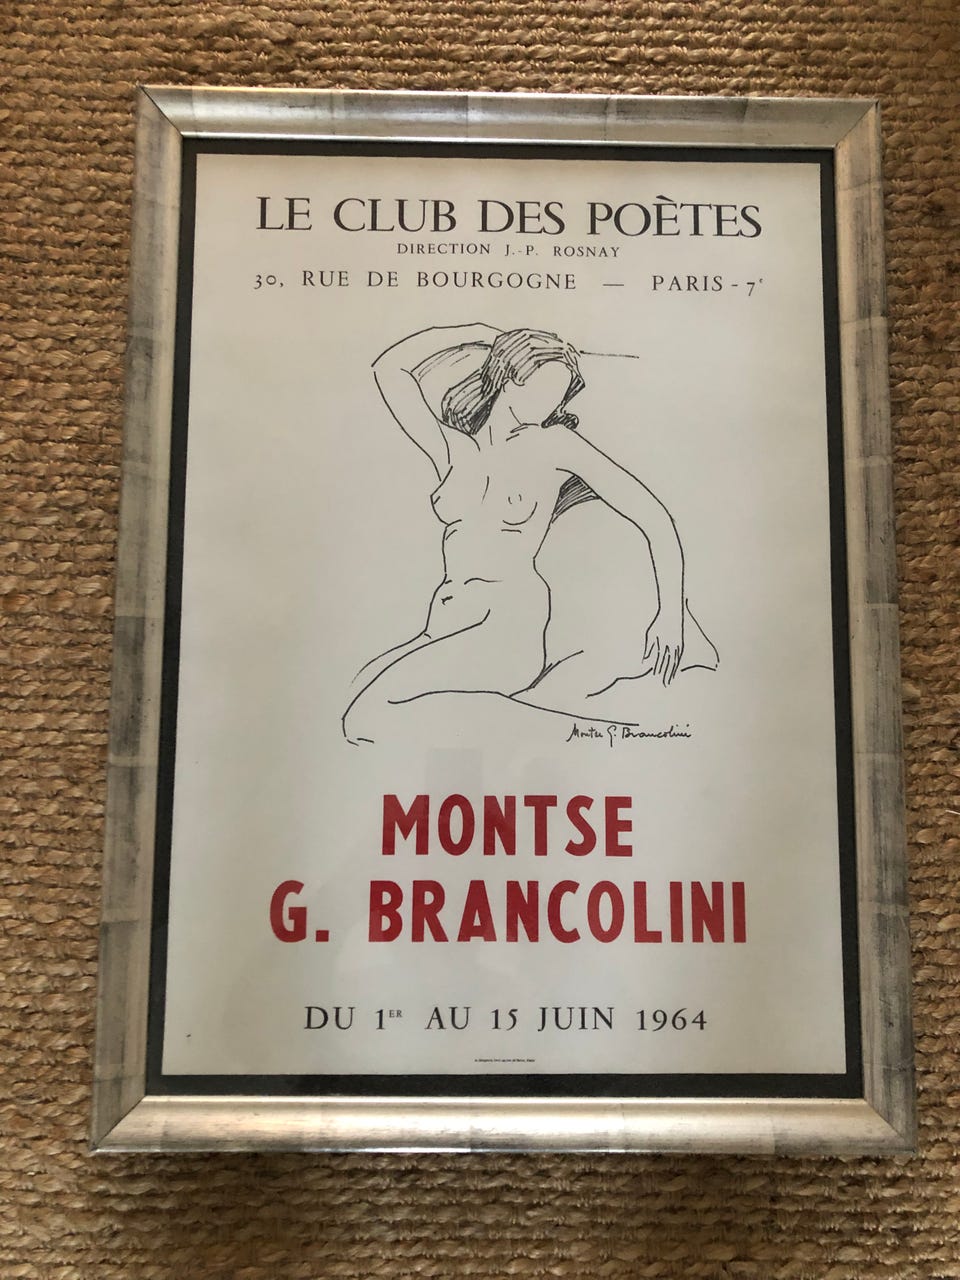 LE CLUB DES POÈTES
DIRECTION J.-P. ROSNAY
30, RUE DE BOURGOGNE — PARIS - 7ᵉ
Montse G. Brancolini
MONTSE
G. BRANCOLINI
DU 1ER AU 15 JUIN 1964